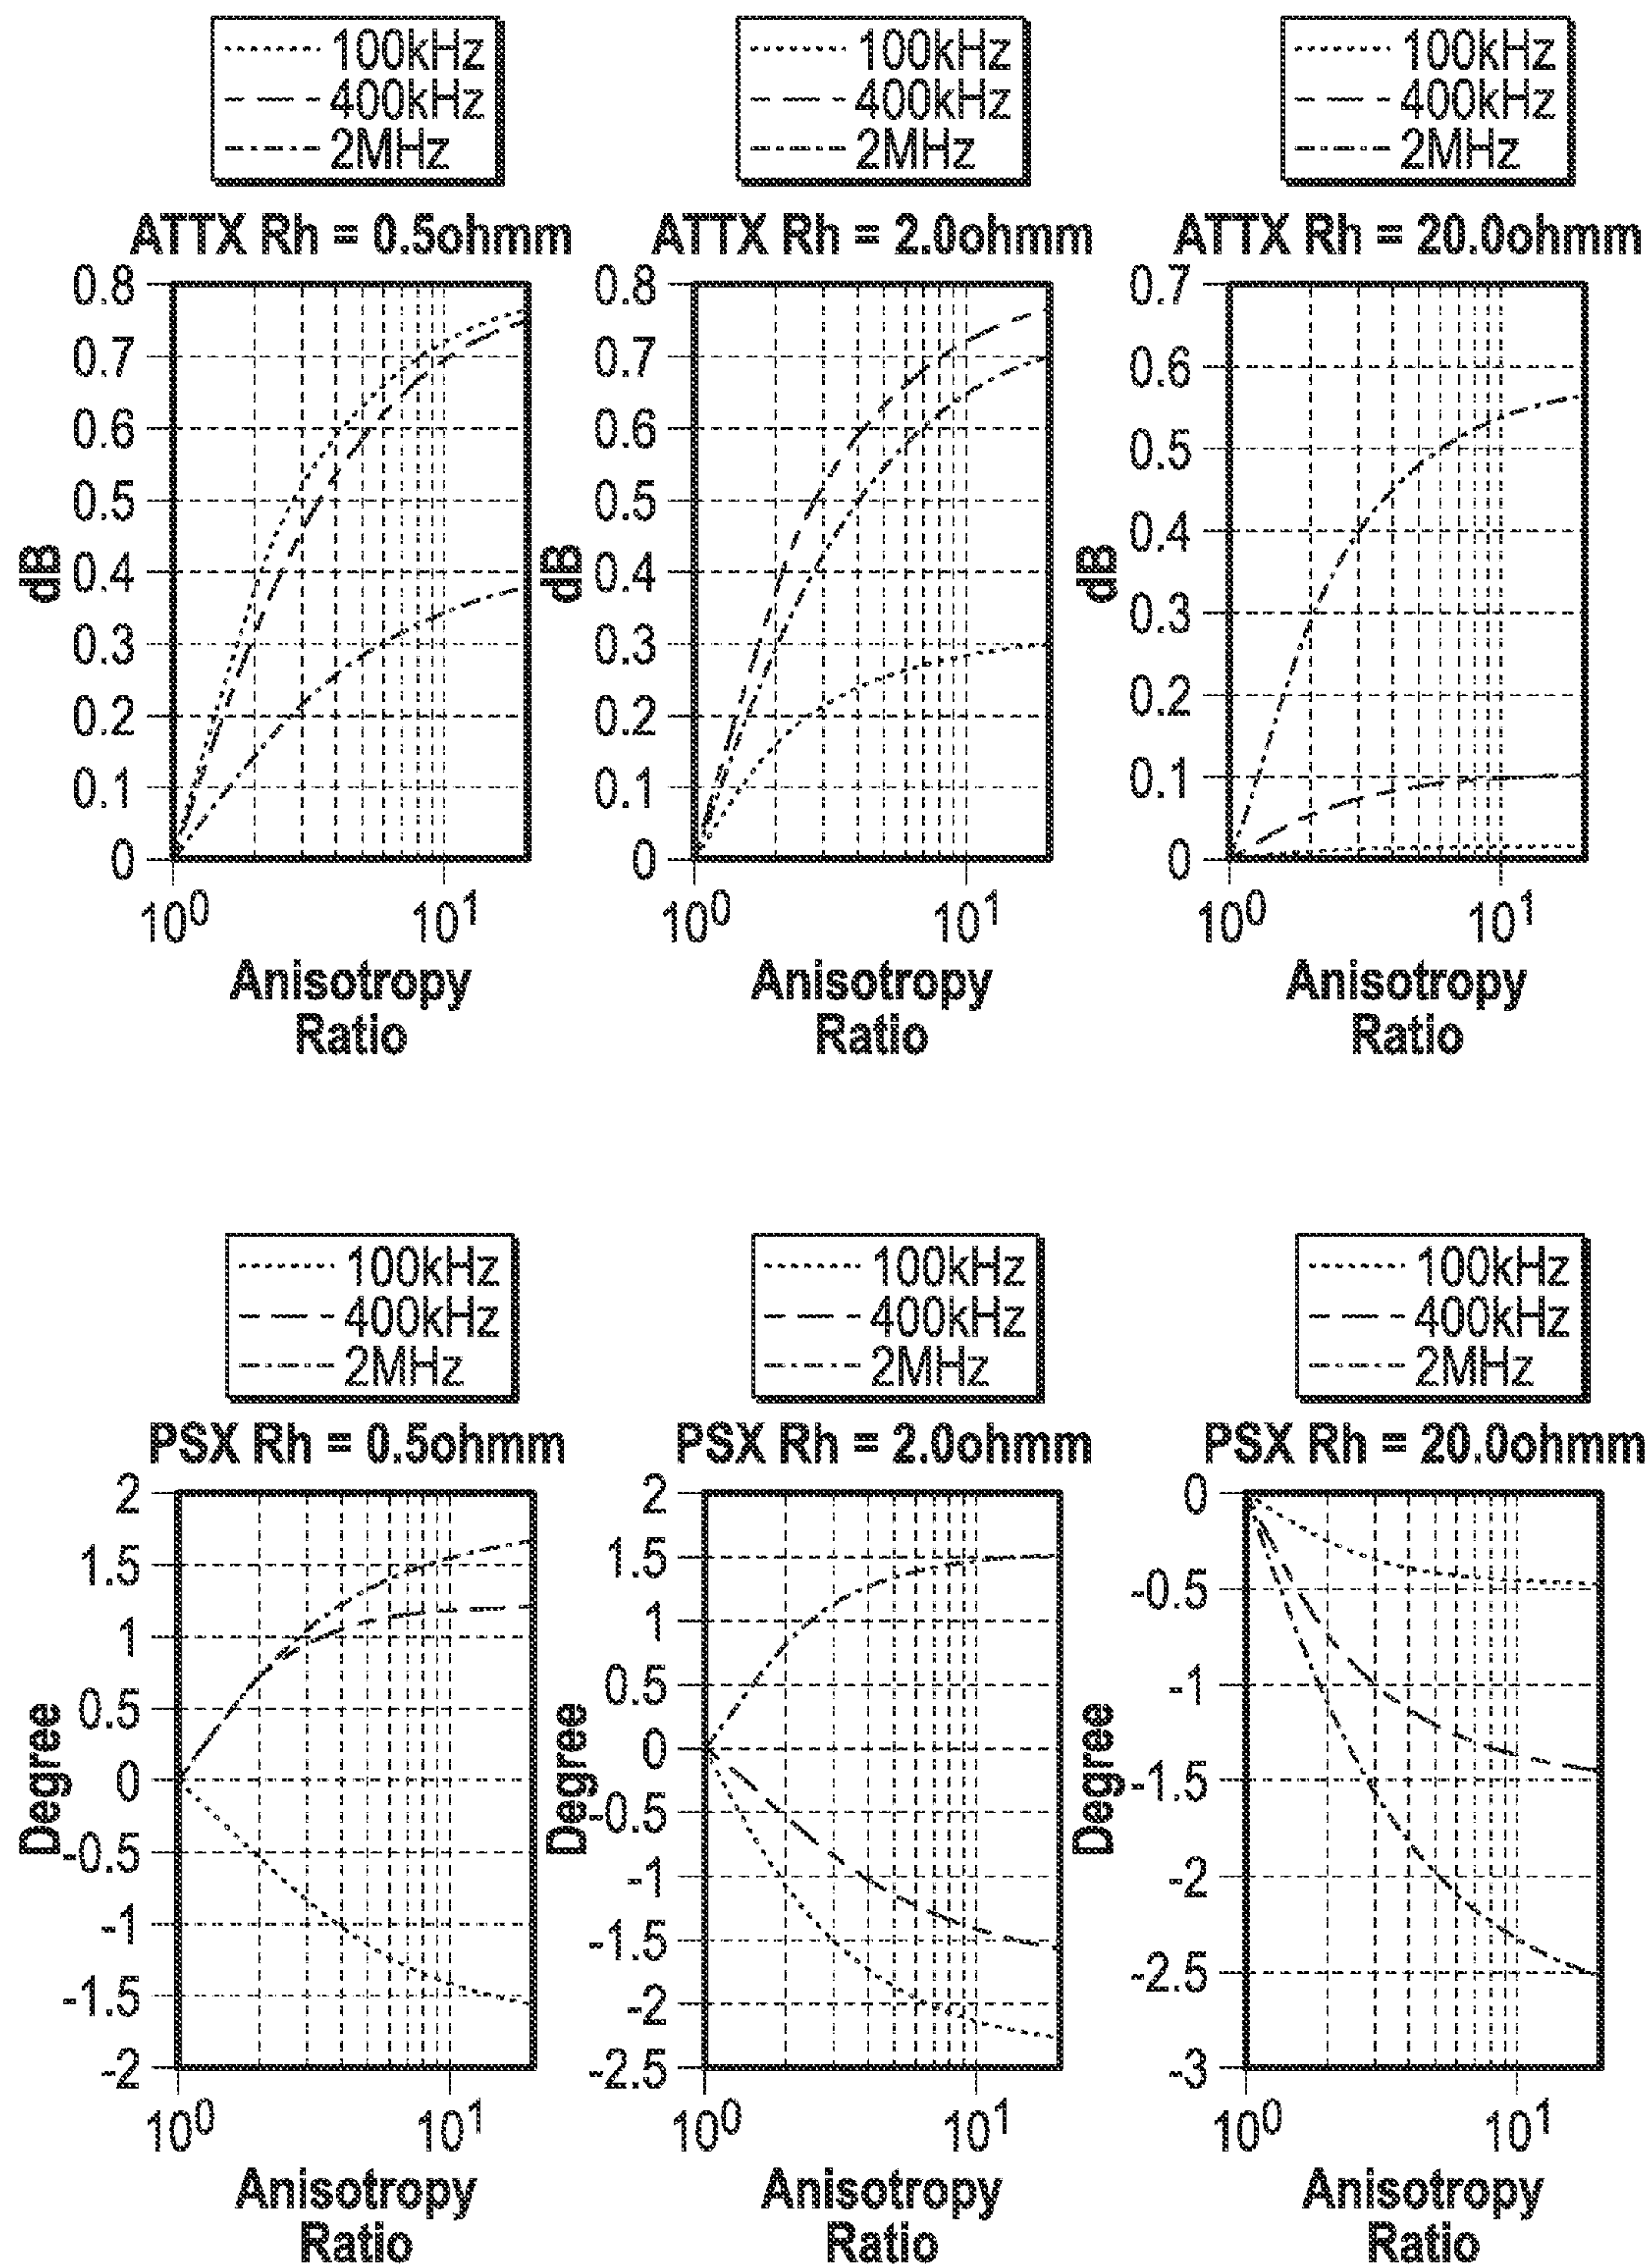 100kHz
400kHz
2MHz
100kHz
400kHz
2MHz
100kHz
400kHz
2MHz
ATTX Rh = 0.5ohmm
ATTX Rh = 2.0ohmm
ATTX Rh = 20.0ohmm
0.8
0.7
0.6
0.5
0.4
0.3
0.2
0.1
0
dB
10^0
10^1
Anisotropy
Ratio
0.8
0.7
0.6
0.5
0.4
0.3
0.2
0.1
0
dB
10^0
10^1
Anisotropy
Ratio
0.7
0.6
0.5
0.4
0.3
0.2
0.1
0
dB
10^0
10^1
Anisotropy
Ratio
100kHz
400kHz
2MHz
100kHz
400kHz
2MHz
100kHz
400kHz
2MHz
PSX Rh = 0.5ohmm
PSX Rh = 2.0ohmm
PSX Rh = 20.0ohmm
2
1.5
1
0.5
0
-0.5
-1
-1.5
-2
Degree
10^0
10^1
Anisotropy
Ratio
2
1.5
1
0.5
0
-0.5
-1
-1.5
-2
-2.5
Degree
10^0
10^1
Anisotropy
Ratio
0
-0.5
-1
-1.5
-2
-2.5
-3
Degree
10^0
10^1
Anisotropy
Ratio